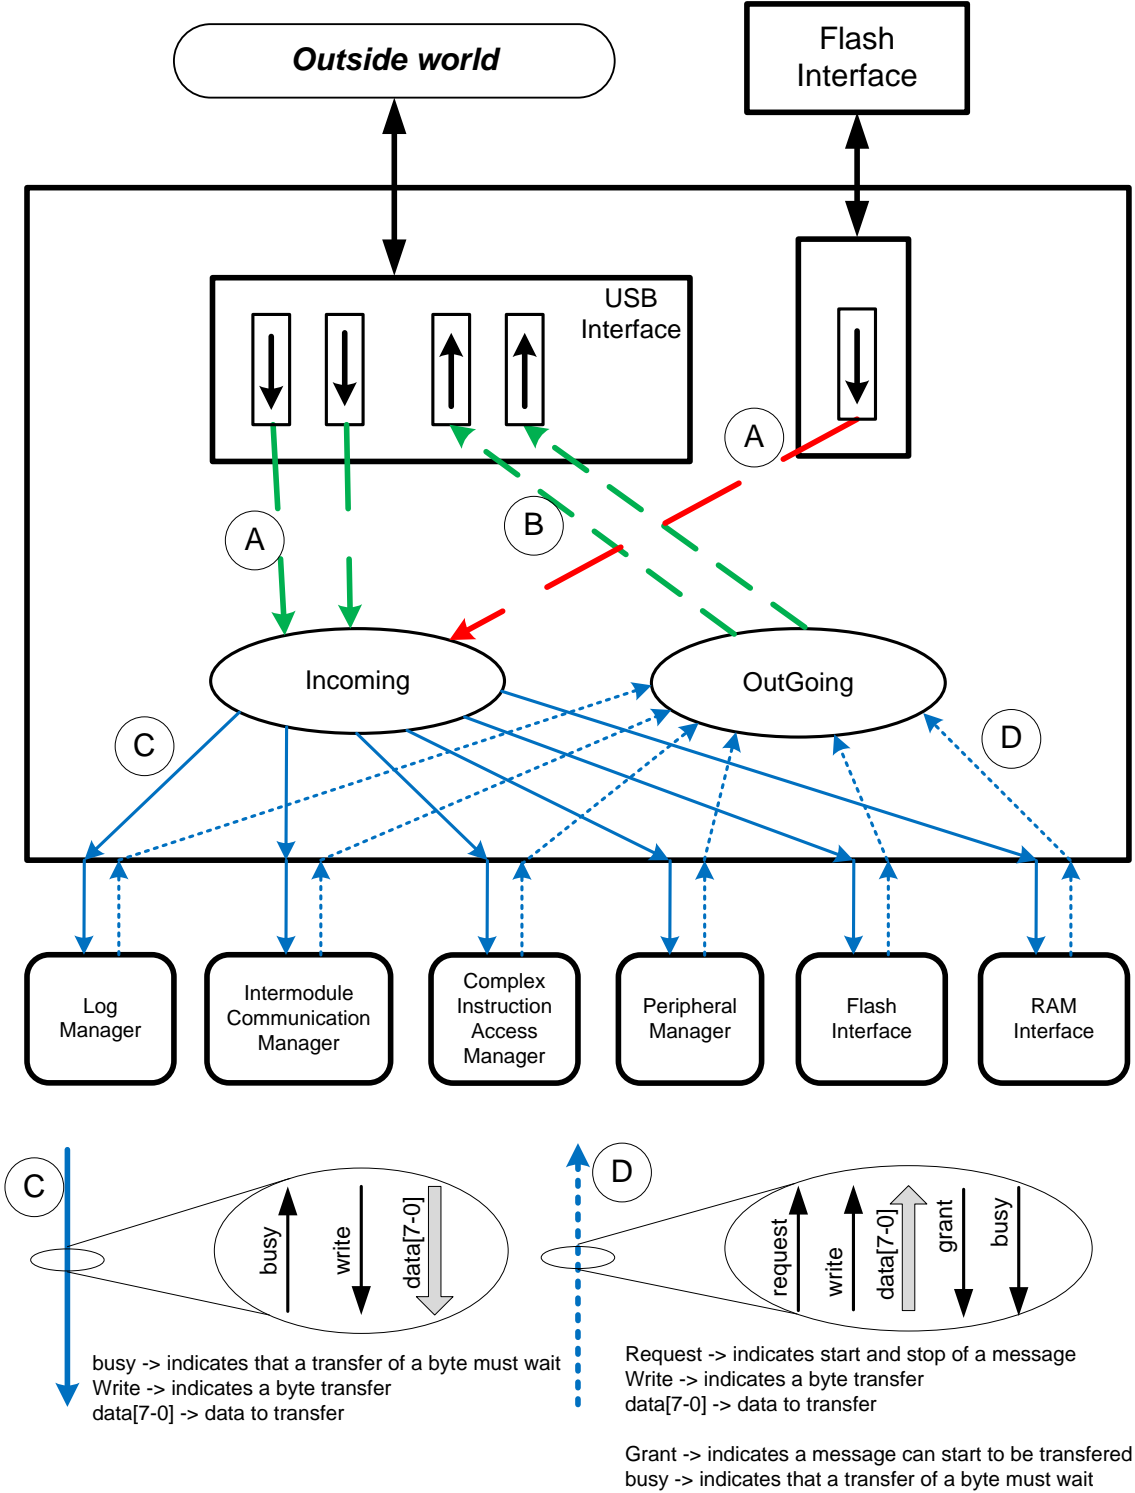 Outside world
Flash
Interface
USB
Interface
A
A
B
Incoming
OutGoing
C
D
Log
Manager
Intermodule
Communication
Manager
Complex
Instruction
Access
Manager
Peripheral
Manager
Flash
Interface
RAM
Interface
C
busy
write
data[7-0]
D
request
write
data[7-0]
grant
busy
busy -> indicates that a transfer of a byte must wait
Write -> indicates a byte transfer
data[7-0] -> data to transfer
Request -> indicates start and stop of a message
Write -> indicates a byte transfer
data[7-0] -> data to transfer
Grant -> indicates a message can start to be transfered
busy -> indicates that a transfer of a byte must wait